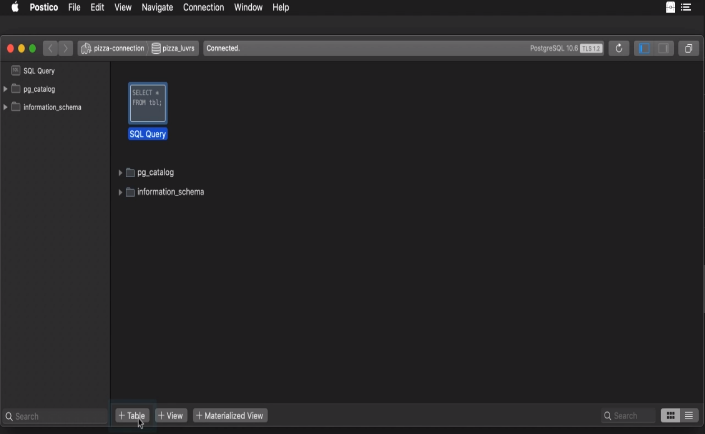 Postico File Edit View Navigate Connection Window Help
pizza-connection pizza_luvrs Connected. PostgreSQL 10.6 TLS 1.2
SQL Query
pg_catalog
information_schema
SELECT *
FROM tbl;
SQL Query
pg_catalog
information_schema
Search + Table + View + Materialized View Search